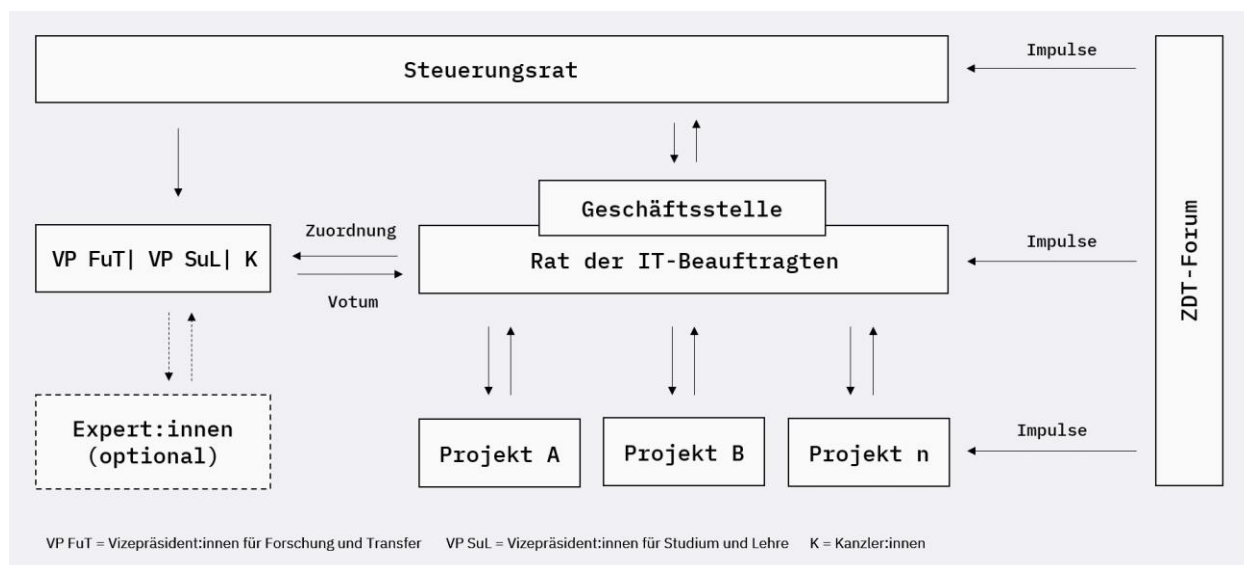 Steuerungsrat
Impulse
Geschäftsstelle
VP FuT| VP SuL| K
Zuordnung
Votum
Rat der IT-Beauftragten
Impulse
ZDT-Forum
Expert:innen
(optional)
Projekt A
Projekt B
Projekt n
Impulse
VP FuT = Vizepräsident:innen für Forschung und Transfer VP SuL = Vizepräsident:innen für Studium und Lehre K = Kanzler:innen